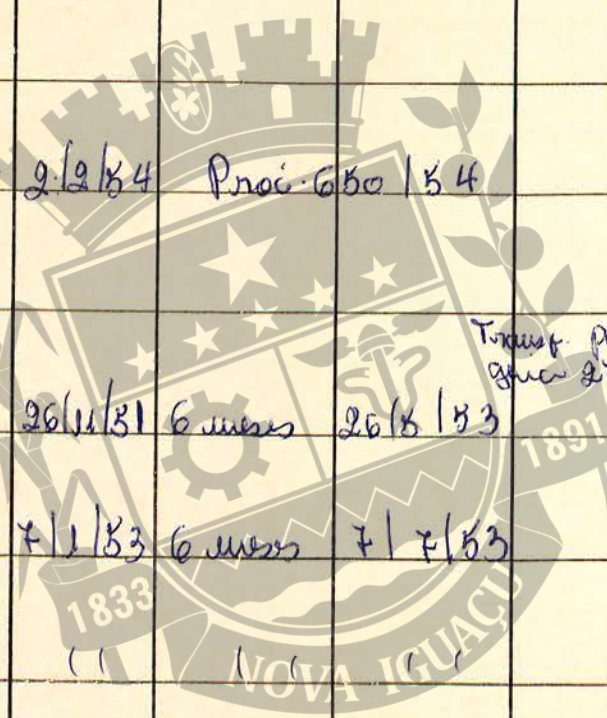 2/2/54 Proc. 650 / 54
Transf.
26/11/51 6 meses 26/5/53
1891
7/1/53 6 meses 7/7/53
1833
" " "
NOVA IGUAÇU